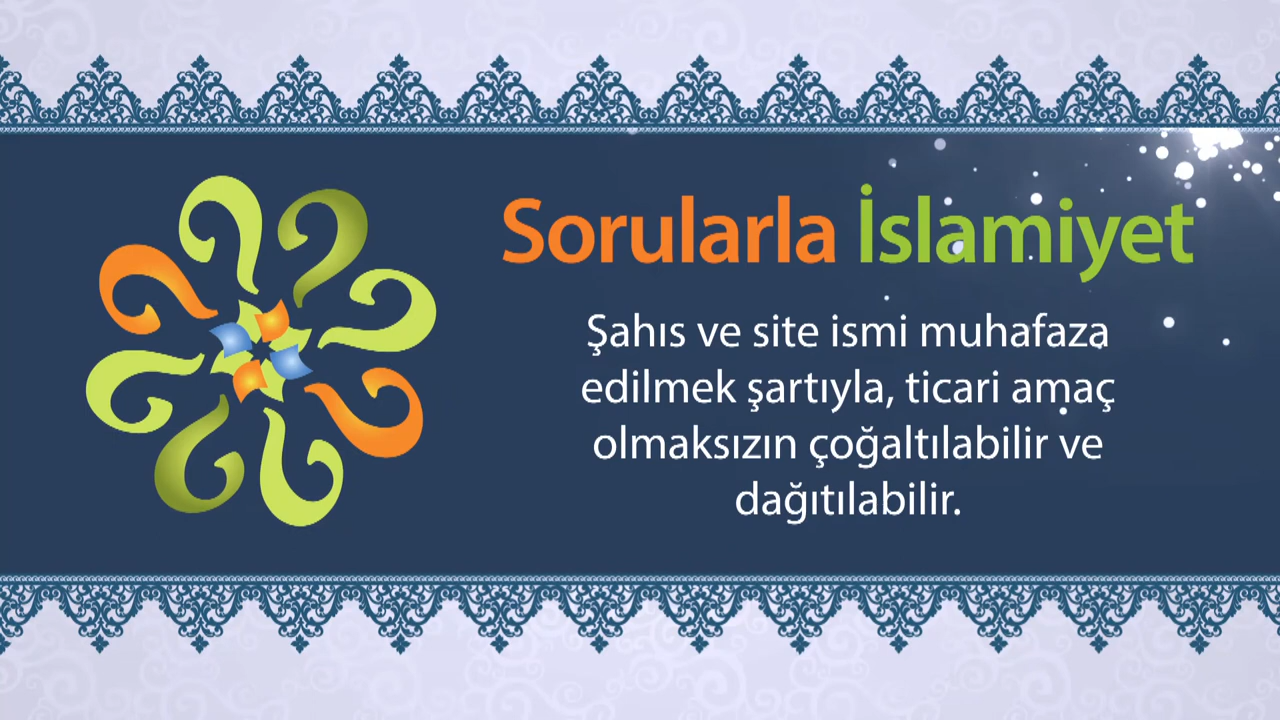 Sorularla İslamiyet
Şahıs ve site ismi muhafaza
edilmek şartıyla, ticari amaç
olmaksızın çoğaltılabilir ve
dağıtılabilir.